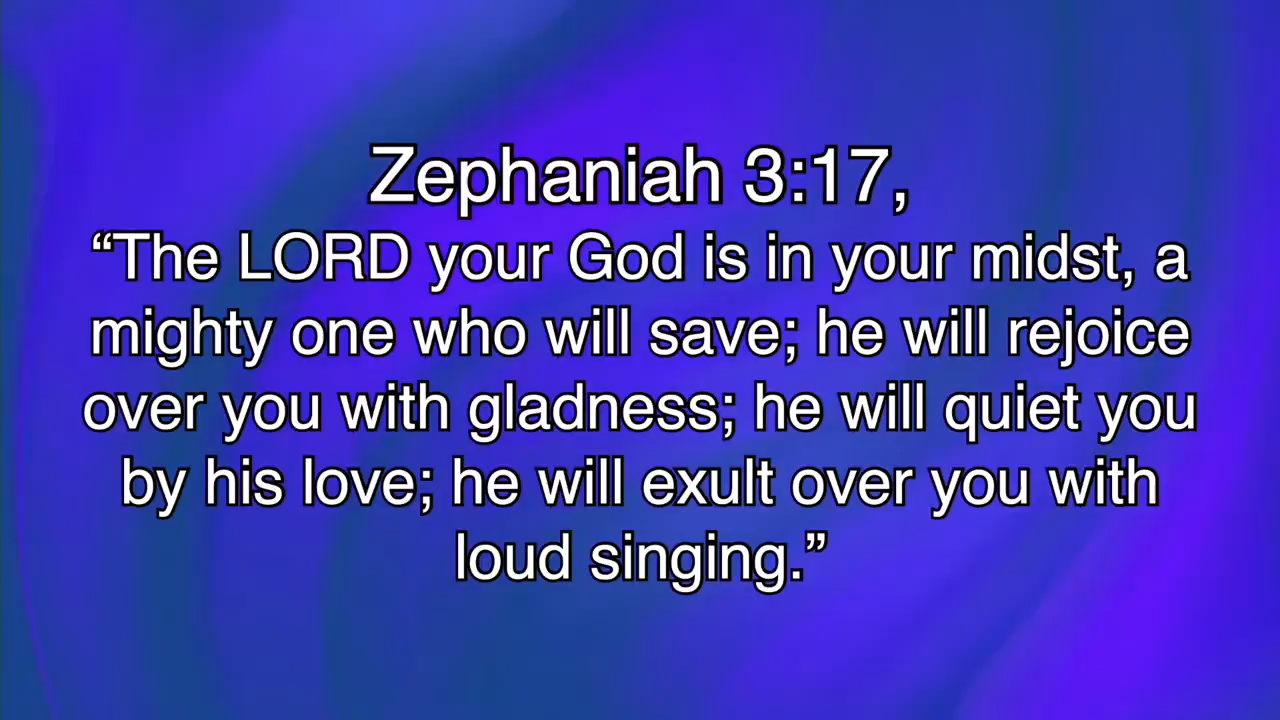 Zephaniah 3:17,
“The LORD your God is in your midst, a
mighty one who will save; he will rejoice
over you with gladness; he will quiet you
by his love; he will exult over you with
loud singing.”